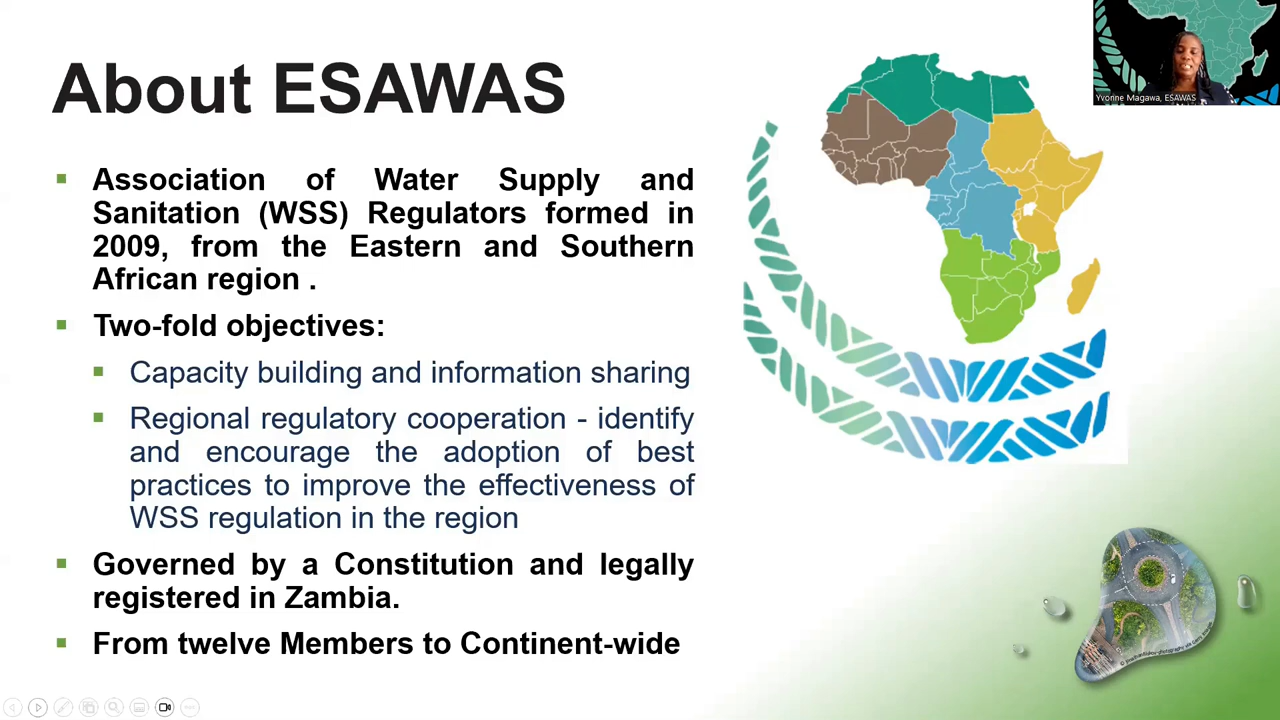 About ESAWAS
Yvonne Magawa, ESAWAS
▪ Association of Water Supply and
Sanitation (WSS) Regulators formed in
2009, from the Eastern and Southern
African region .
▪ Two-fold objectives:
▪ Capacity building and information sharing
▪ Regional regulatory cooperation - identify
and encourage the adoption of best
practices to improve the effectiveness of
WSS regulation in the region
▪ Governed by a Constitution and legally
registered in Zambia.
▪ From twelve Members to Continent-wide